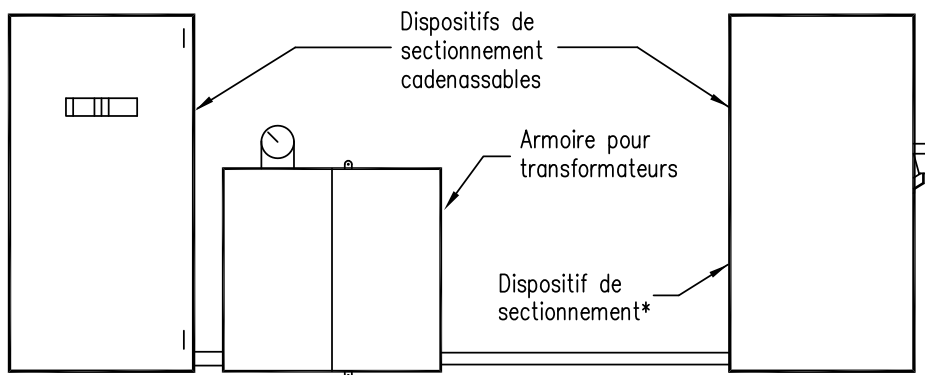 Dispositifs de
sectionnement
cadenassables
Armoire pour
transformateurs
Dispositif de
sectionnement*